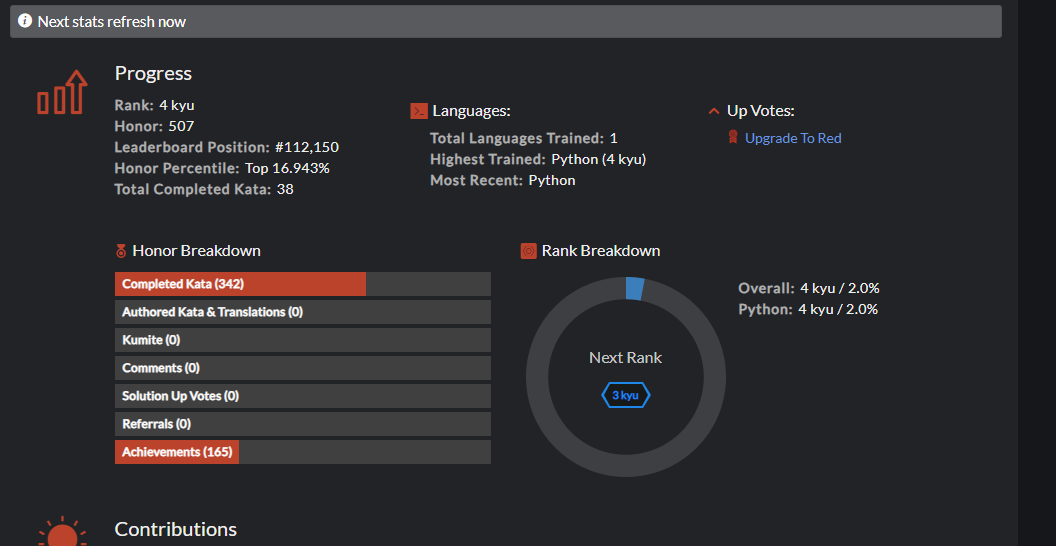 Next stats refresh now
Progress
Rank: 4 kyu
Honor: 507
Leaderboard Position: #112,150
Honor Percentile: Top 16.943%
Total Completed Kata: 38
Languages:
Total Languages Trained: 1
Highest Trained: Python (4 kyu)
Most Recent: Python
Up Votes:
Upgrade To Red
Honor Breakdown
Completed Kata (342)
Authored Kata & Translations (0)
Kumite (0)
Comments (0)
Solution Up Votes (0)
Referrals (0)
Achievements (165)
Rank Breakdown
Next Rank
3 kyu
Overall: 4 kyu / 2.0%
Python: 4 kyu / 2.0%
Contributions